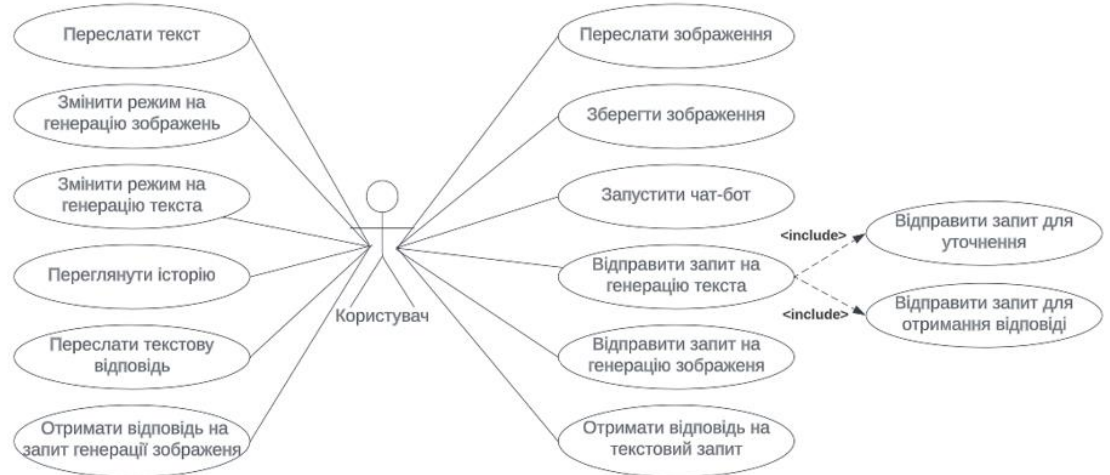 Переслати текст
Змінити режим на
генерацію зображень
Змінити режим на
генерацію текста
Переглянути історію
Переслати текстову
відповідь
Отримати відповідь на
запит генерації зображеня
Користувач
Переслати зображення
Зберегти зображення
Запустити чат-бот
Відправити запит на
генерацію текста
Відправити запит на
генерацію зображеня
Отримати відповідь на
текстовий запит
<include>
<include>
Відправити запит для
уточнення
Відправити запит для
отримання відповіді